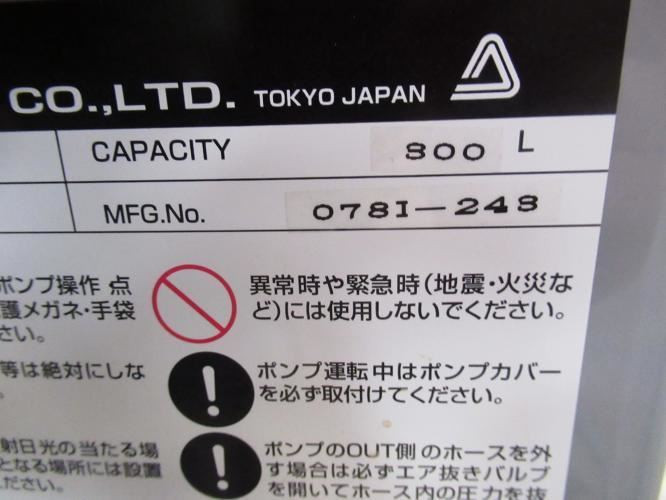 CO.,LTD. TOKYO JAPAN
CAPACITY 300 L
MFG.No. 078I-243
ポンプ操作 点
護メガネ・手袋
さい。
異常時や緊急時(地震・火災な
ど)には使用しないでください。
等は絶対にしな
ポンプ運転中はポンプカバー
を必ず取付けてください。
射日光の当たる場
となる場所には設置
ください。
ポンプのOUT側のホースを外
す場合は必ずエア抜きバルブ
を開いてホース内の圧力を抜